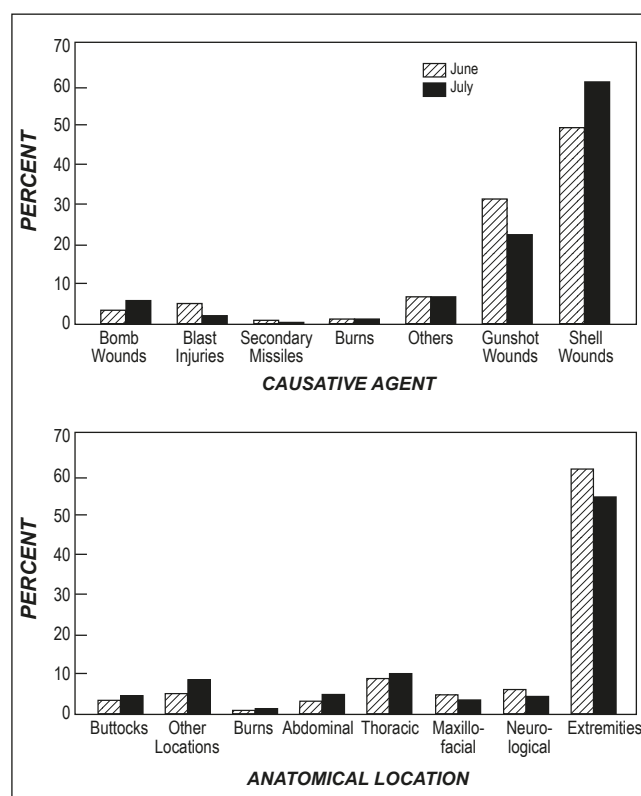 70
60
50
40
30
20
10
0
PERCENT
June
July
Bomb Wounds
Blast Injuries
Secondary Missiles
Burns
Others
Gunshot Wounds
Shell Wounds
CAUSATIVE AGENT
70
60
50
40
30
20
10
0
PERCENT
Buttocks
Other Locations
Burns
Abdominal
Thoracic
Maxillo-
facial
Neuro-
logical
Extremities
ANATOMICAL LOCATION